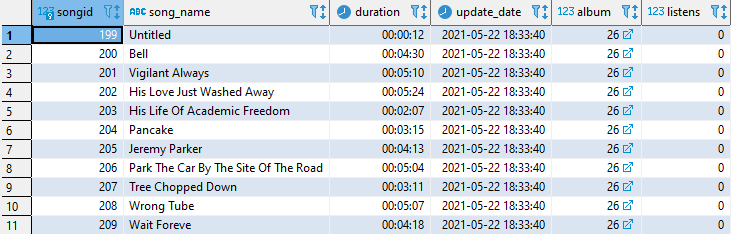 123 songid ABC song_name duration update_date 123 album 123 listens
1 199 Untitled 00:00:12 2021-05-22 18:33:40 26 0
2 200 Bell 00:04:30 2021-05-22 18:33:40 26 0
3 201 Vigilant Always 00:05:10 2021-05-22 18:33:40 26 0
4 202 His Love Just Washed Away 00:05:24 2021-05-22 18:33:40 26 0
5 203 His Life Of Academic Freedom 00:02:07 2021-05-22 18:33:40 26 0
6 204 Pancake 00:03:15 2021-05-22 18:33:40 26 0
7 205 Jeremy Parker 00:04:13 2021-05-22 18:33:40 26 0
8 206 Park The Car By The Site Of The Road 00:05:04 2021-05-22 18:33:40 26 0
9 207 Tree Chopped Down 00:03:11 2021-05-22 18:33:40 26 0
10 208 Wrong Tube 00:05:07 2021-05-22 18:33:40 26 0
11 209 Wait Foreve 00:04:18 2021-05-22 18:33:40 26 0